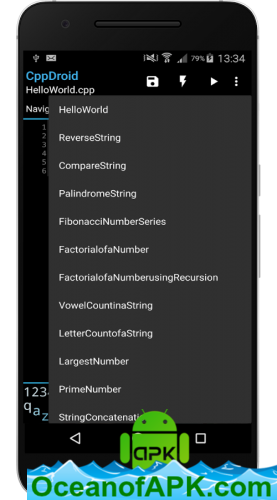 79% 13:34
CppDroid
HelloWorld.cpp
Navig
HelloWorld
1
ReverseString
2
3
4
5
6
CompareString
PalindromeString
FibonacciNumberSeries
FactorialofaNumber
FactorialofaNumberusingRecursion
VowelCountinaString
LetterCountofaString
LargestNumber
PrimeNumber
1234
StringConcatenati
qaz
apk
OceanofAPK.com